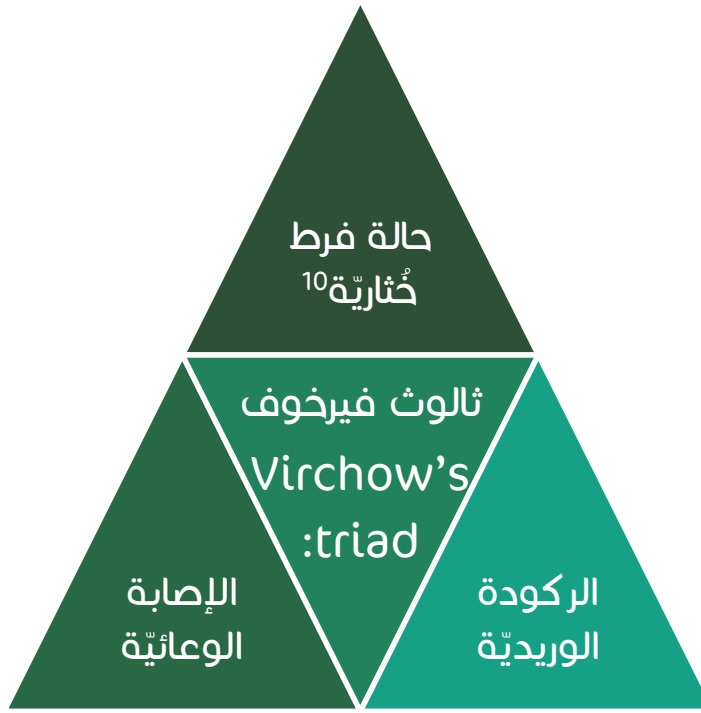 حالة فرط
خُثاريّة¹⁰
ثالوث فيرخوف
Virchow’s
triad:
الركودة
الوريديّة
الإصابة
الوعائيّة